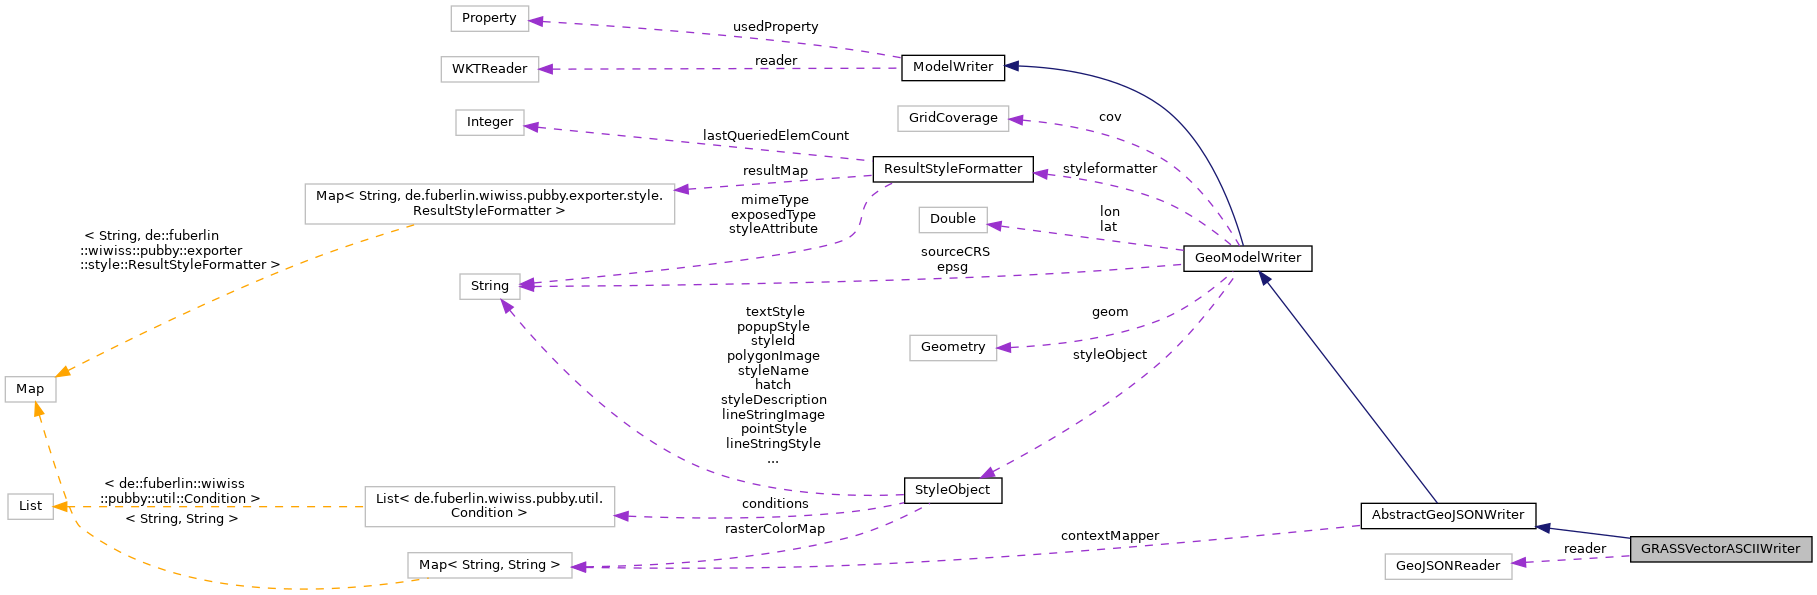 Property
usedProperty
WKTReader
reader
ModelWriter
Integer
lastQueriedElemCount
GridCoverage
cov
ResultStyleFormatter
styleformatter
resultMap
Map< String, de.fuberlin.wiwiss.pubby.exporter.style.
ResultStyleFormatter >
mimeType
exposedType
styleAttribute
Double
lon
lat
< String, de::fuberlin
::wiwiss::pubby::exporter
::style::ResultStyleFormatter >
sourceCRS
epsg
GeoModelWriter
String
textStyle
popupStyle
styleId
polygonImage
styleName
hatch
styleDescription
lineStringImage
pointStyle
lineStringStyle
...
geom
Geometry
styleObject
Map
< de::fuberlin::wiwiss
::pubby::util::Condition >
List
< String, String >
List< de.fuberlin.wiwiss.pubby.util.
Condition >
conditions
StyleObject
rasterColorMap
Map< String, String >
contextMapper
AbstractGeoJSONWriter
GeoJSONReader
reader
GRASSVectorASCIIWriter